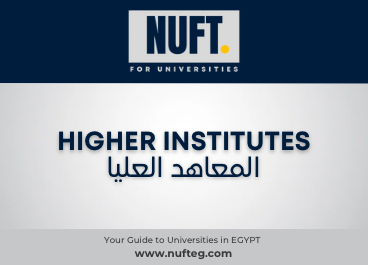 NUFT.
FOR UNIVERSITIES
HIGHER INSTITUTES
المعاهد العليا
Your Guide to Universities in EGYPT
www.nufteg.com